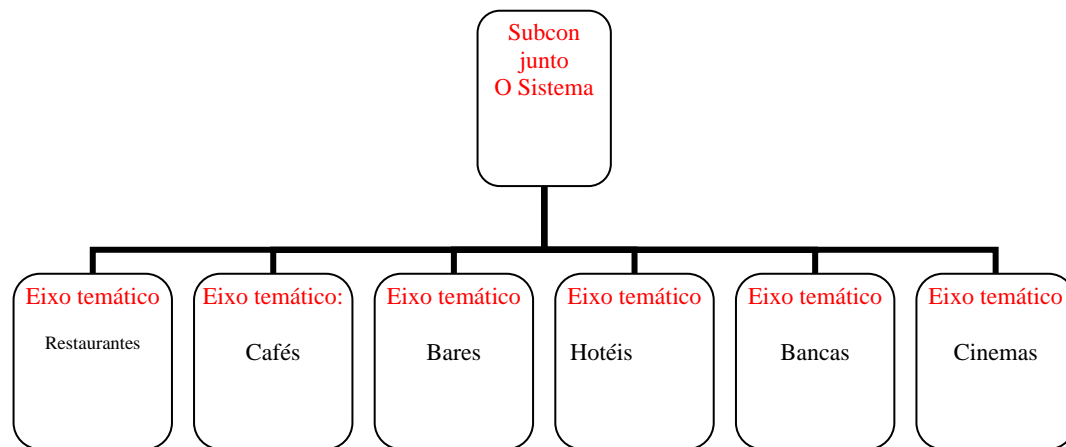 Subcon
junto
O Sistema
Eixo temático
Restaurantes
Eixo temático:
Cafés
Eixo temático
Bares
Eixo temático
Hotéis
Eixo temático
Bancas
Eixo temático
Cinemas